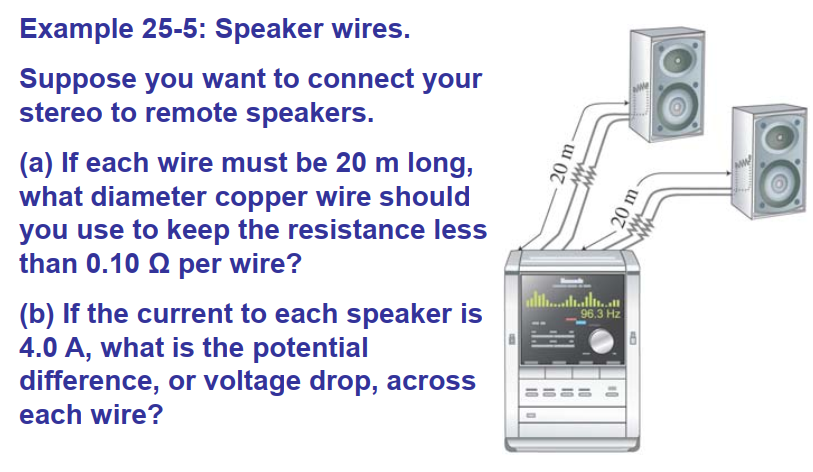 Example 25-5: Speaker wires.
Suppose you want to connect your
stereo to remote speakers.
(a) If each wire must be 20 m long,
what diameter copper wire should
you use to keep the resistance less
than 0.10 Ω per wire?
(b) If the current to each speaker is
4.0 A, what is the potential
difference, or voltage drop, across
each wire?
20 m
20 m
96.3 Hz